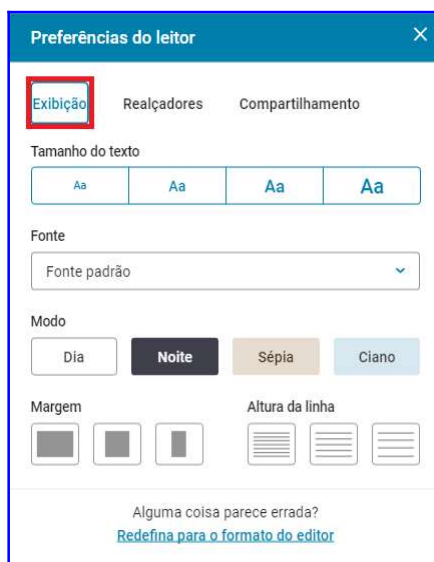 Preferências do leitor
Exibição Realçadores Compartilhamento
Tamanho do texto
Aa Aa Aa Aa
Fonte
Fonte padrão
Modo
Dia Noite Sépia Ciano
Margem Altura da linha
Alguma coisa parece errada?
Redefina para o formato do editor